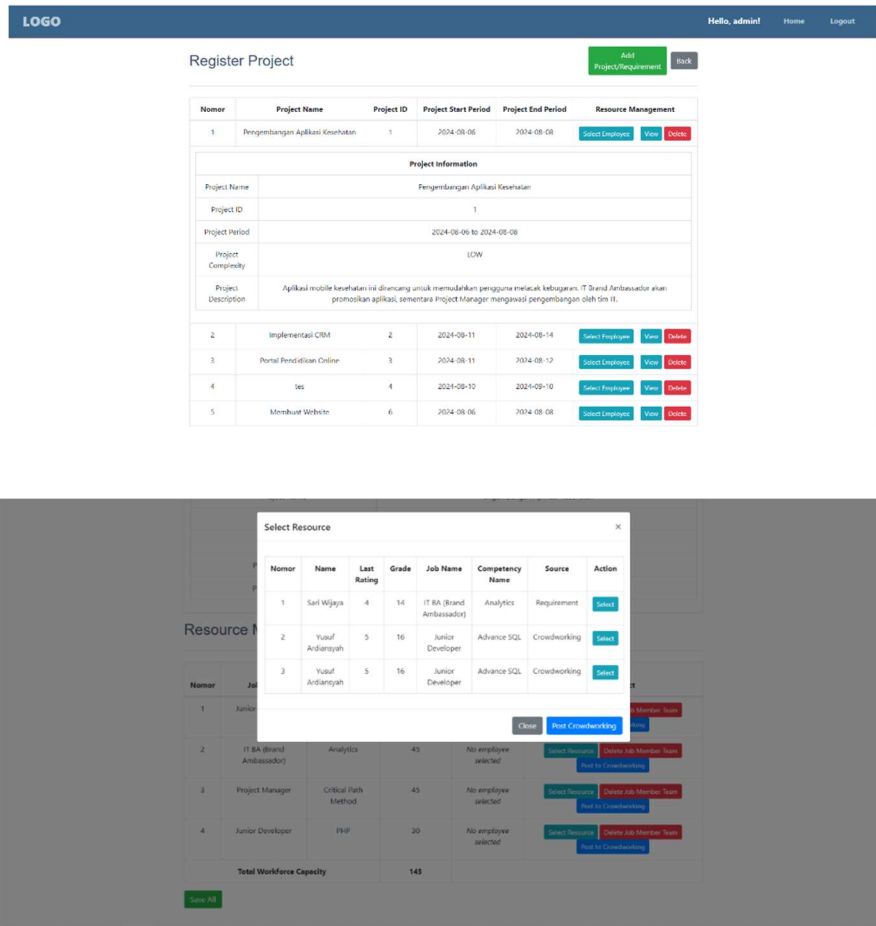 LOGO
Hello, admin! Home Logout
Register Project
Add Project/Requirement Back
Nomor Project Name Project ID Project Start Period Project End Period Resource Management
1 Pengembangan Aplikasi Kesehatan 1 2024-08-06 2024-08-08 Select Employee View Delete
Project Information
Project Name Pengembangan Aplikasi Kesehatan
Project ID 1
Project Period 2024-08-06 to 2024-08-08
Project Complexity LOW
Project Description Aplikasi mobile kesehatan ini dirancang untuk memudahkan pengguna melacak kebugaran. IT Brand Ambassador akan
promosikan aplikasi, sementara Project Manager mengawasi pengembangan oleh tim IT.
2 Implementasi CRM 2 2024-08-11 2024-08-14 Select Employee View Delete
3 Portal Pendidikan Online 3 2024-08-11 2024-08-12 Select Employee View Delete
4 tes 4 2024-08-10 2024-09-10 Select Employee View Delete
5 Membuat Website 6 2024-08-06 2024-08-08 Select Employee View Delete
Select Resource ×
Nomor Name Last Rating Grade Job Name Competency Name Source Action
1 Sari Wijaya 4 14 IT BA (Brand Ambassador) Analytics Requirement Select
2 Yusuf Ardiansyah 5 16 Junior Developer Advance SQL Crowdworking Select
3 Yusuf Ardiansyah 5 16 Junior Developer Advance SQL Crowdworking Select
Close Post Crowdworking
Resource
Nomor
1 Junior
2 IT BA (Brand Ambassador) Analytics 45 No employee selected Select Resource Delete Job Member Team Post to Crowdworking
3 Project Manager Critical Path Method 45 No employee selected Select Resource Delete Job Member Team Post to Crowdworking
4 Junior Developer PHP 30 No employee selected Select Resource Delete Job Member Team Post to Crowdworking
Total Workforce Capacity 145
Save All